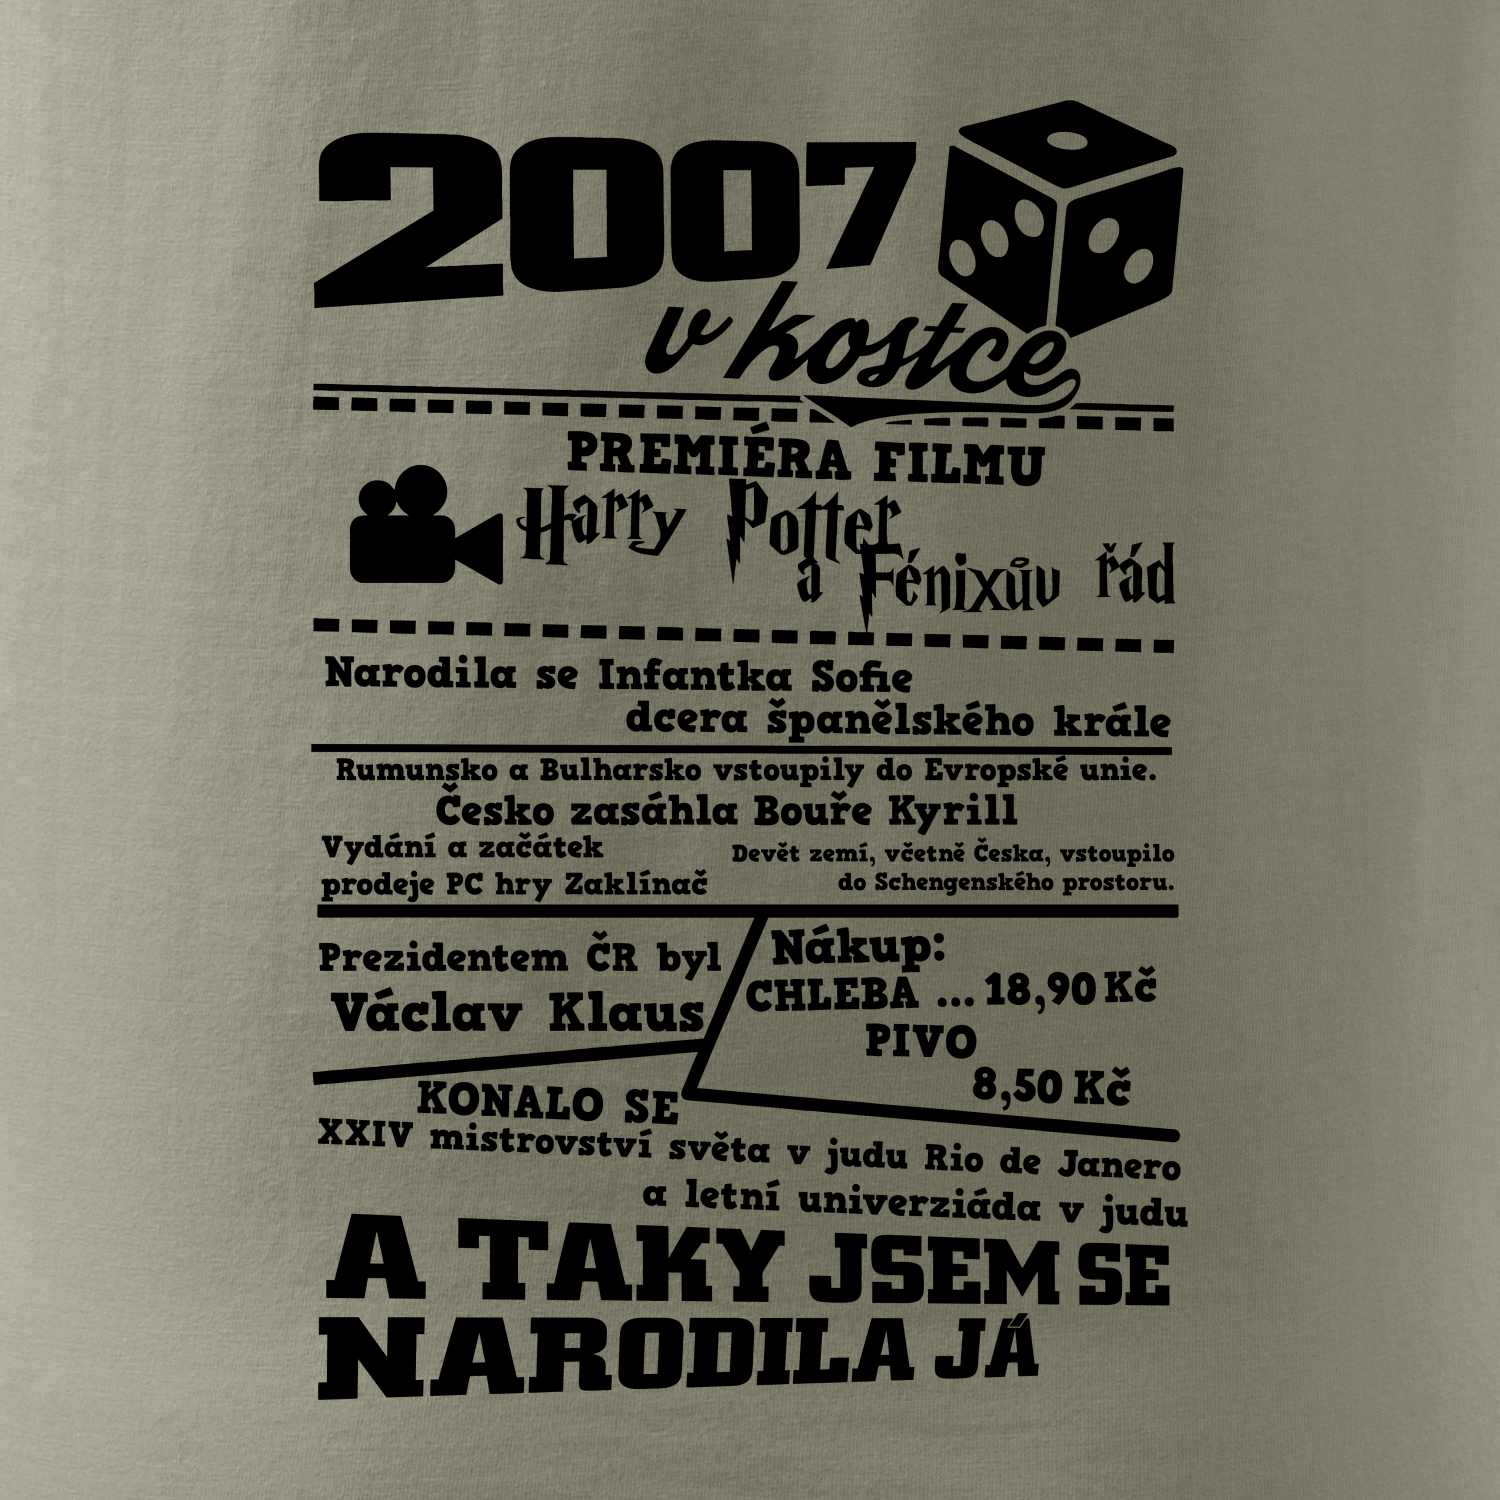 2007
v kostce
PREMIÉRA FILMU
Harry Potter
a Fénixův řád
Narodila se Infantka Sofie
dcera španělského krále
Rumunsko a Bulharsko vstoupily do Evropské unie.
Česko zasáhla Bouře Kyrill
Vydání a začátek
prodeje PC hry Zaklínač
Devět zemí, včetně Česka, vstoupilo
do Schengenského prostoru.
Prezidentem ČR byl
Václav Klaus
Nákup:
CHLEBA ... 18,90 Kč
PIVO
8,50 Kč
KONALO SE
XXIV mistrovství světa v judu Rio de Janero
a letní univerziáda v judu
A TAKY JSEM SE
NARODILA JÁ